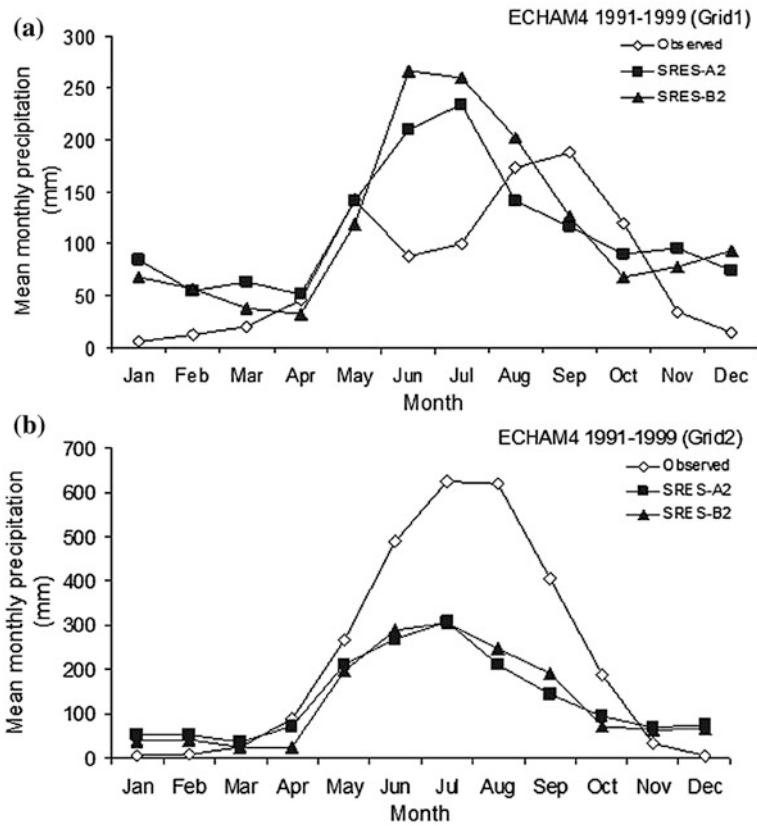 (a)
ECHAM4 1991-1999 (Grid1)
Observed
SRES-A2
SRES-B2
Mean monthly precipitation
(mm)
300
250
200
150
100
50
0
Jan Feb Mar Apr May Jun Jul Aug Sep Oct Nov Dec
Month
(b)
ECHAM4 1991-1999 (Grid2)
Observed
SRES-A2
SRES-B2
Mean monthly precipitation
(mm)
700
600
500
400
300
200
100
0
Jan Feb Mar Apr May Jun Jul Aug Sep Oct Nov Dec
Month